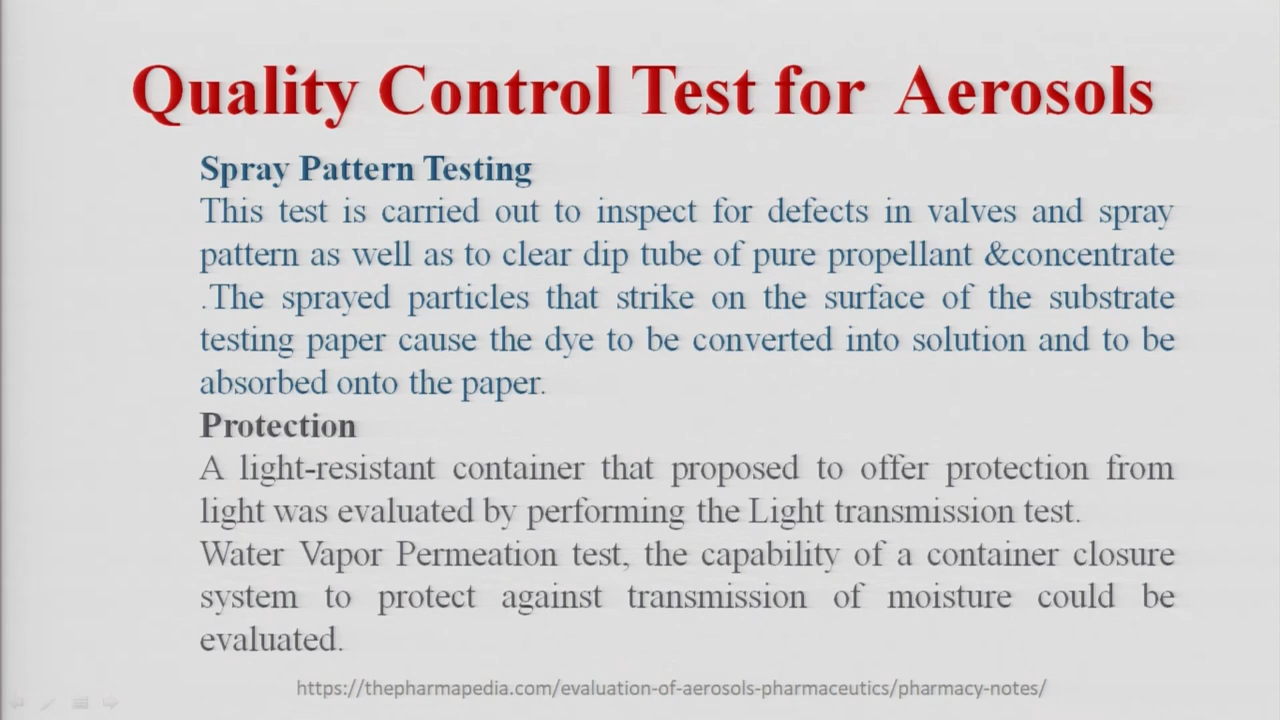 Quality Control Test for Aerosols
Spray Pattern Testing
This test is carried out to inspect for defects in valves and spray
pattern as well as to clear dip tube of pure propellant &concentrate
.The sprayed particles that strike on the surface of the substrate
testing paper cause the dye to be converted into solution and to be
absorbed onto the paper.
Protection
A light-resistant container that proposed to offer protection from
light was evaluated by performing the Light transmission test.
Water Vapor Permeation test, the capability of a container closure
system to protect against transmission of moisture could be
evaluated.
https://thepharmapedia.com/evaluation-of-aerosols-pharmaceutics/pharmacy-notes/